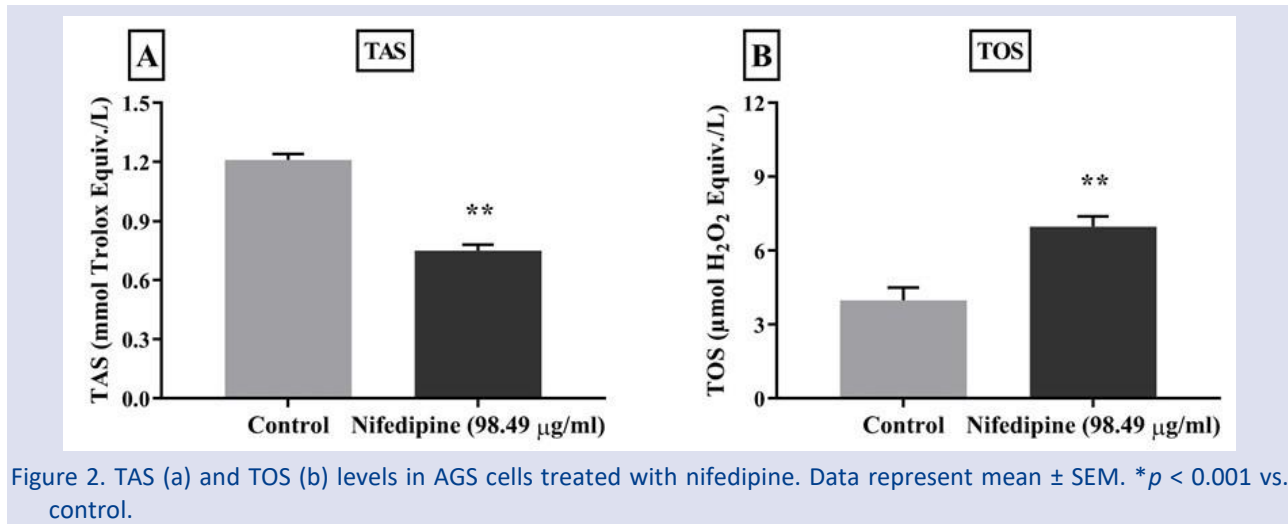 A
TAS
TAS (mmol Trolox Equiv./L)
1.5
1.2
0.9
0.6
0.3
0.0
**
Control
Nifedipine (98.49 µg/ml)
B
TOS
TOS (µmol H₂O₂ Equiv./L)
12
9
6
3
0
**
Control
Nifedipine (98.49 µg/ml)
Figure 2. TAS (a) and TOS (b) levels in AGS cells treated with nifedipine. Data represent mean ± SEM. *p < 0.001 vs.
control.